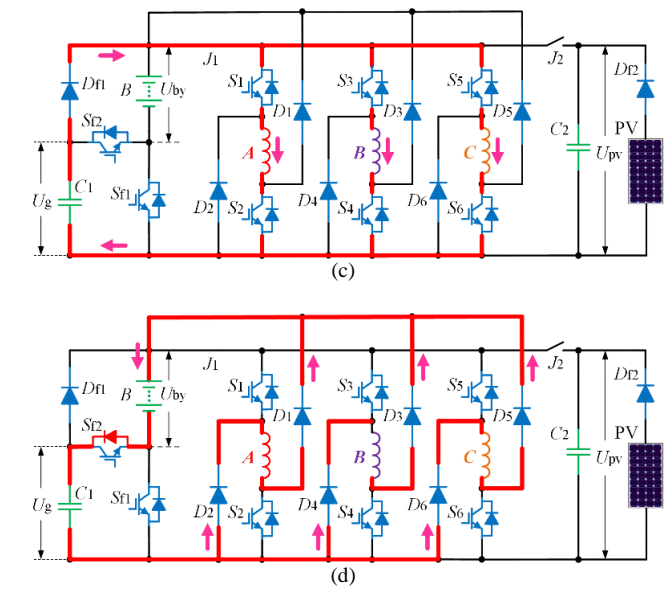 J1 S1 S3 S5 J2
Df1 B Uby D1 D3 D5 Df2
Sf2 A B C C2 PV
Ug C1 Sf1 D2 S2 D4 S4 D6 S6 Upv
(c)
J1 S1 S3 S5 J2
Df1 B Uby D1 D3 D5 Df2
Sf2 A B C C2 PV
Ug C1 Sf1 D2 S2 D4 S4 D6 S6 Upv
(d)